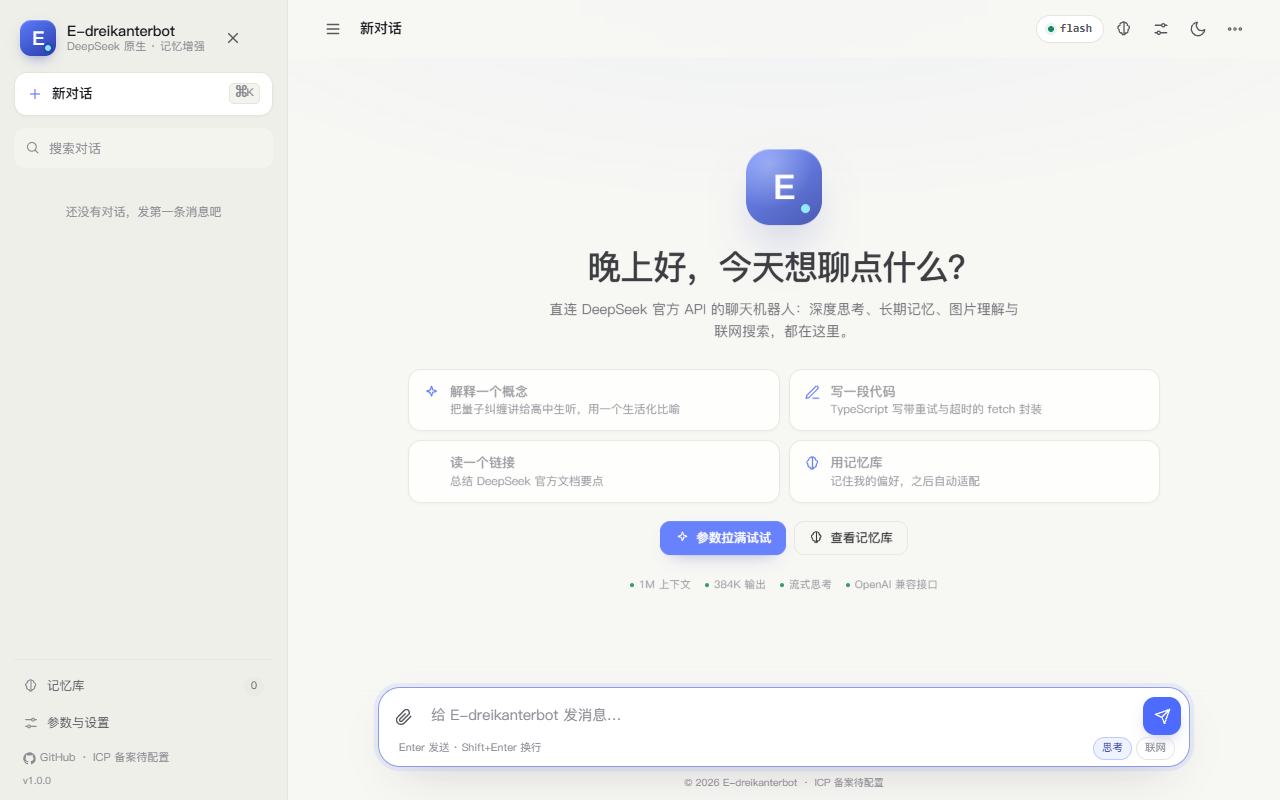 E
E-dreikanterbot
DeepSeek 原生 · 记忆增强
新对话
⌘K
搜索对话
还没有对话，发第一条消息吧
记忆库
0
参数与设置
GitHub · ICP 备案待配置
v1.0.0
新对话
flash
E
晚上好，今天想聊点什么?
直连 DeepSeek 官方 API 的聊天机器人：深度思考、长期记忆、图片理解与
联网搜索，都在这里。
解释一个概念
把量子纠缠讲给高中生听，用一个生活化比喻
写一段代码
TypeScript 写带重试与超时的 fetch 封装
读一个链接
总结 DeepSeek 官方文档要点
用记忆库
记住我的偏好，之后自动适配
参数拉满试试
查看记忆库
1M 上下文
384K 输出
流式思考
OpenAI 兼容接口
给 E-dreikanterbot 发消息…
Enter 发送 · Shift+Enter 换行
思考
联网
© 2026 E-dreikanterbot · ICP 备案待配置